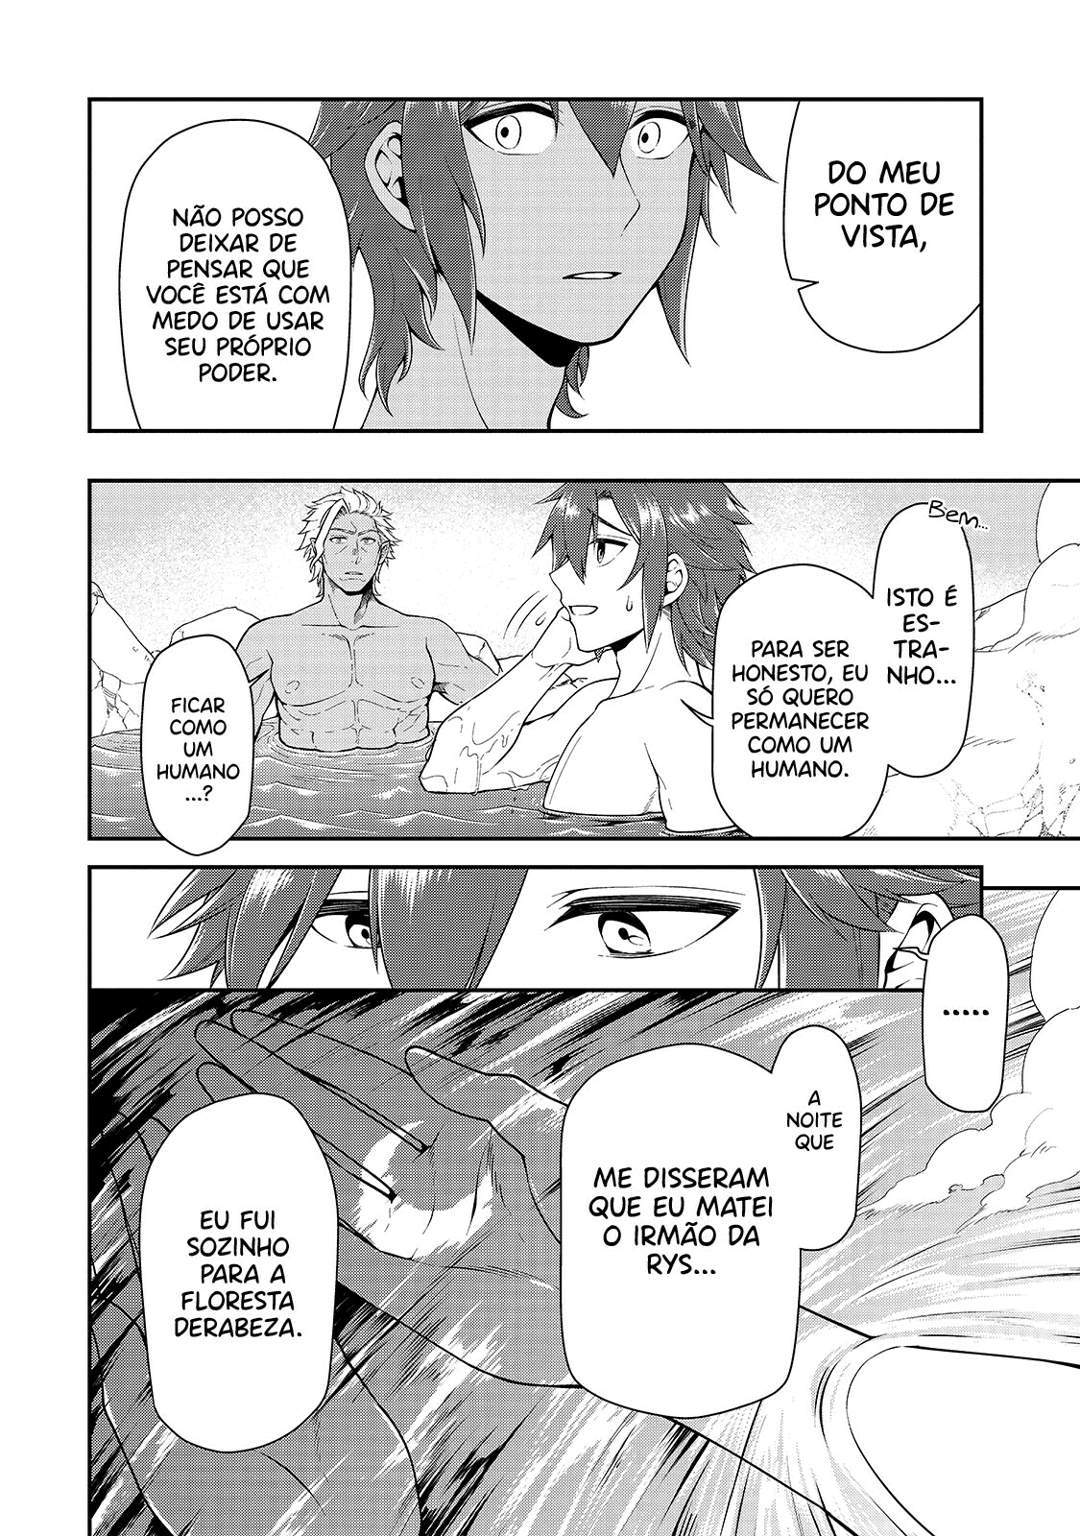 DO MEU
PONTO DE
VISTA,
NÃO POSSO
DEIXAR DE
PENSAR QUE
VOCÊ ESTÁ COM
MEDO DE USAR
SEU PRÓPRIO
PODER.
Bem...
ISTO É
ES-
TRA-
NHO...
PARA SER
HONESTO, EU
SÓ QUERO
PERMANECER
COMO UM
HUMANO.
FICAR
COMO
UM
HUMANO
...?
.....
A
NOITE
QUE
ME DISSERAM
QUE EU MATEI
O IRMÃO DA
RYS...
EU FUI
SOZINHO
PARA A
FLORESTA
DERABEZA.